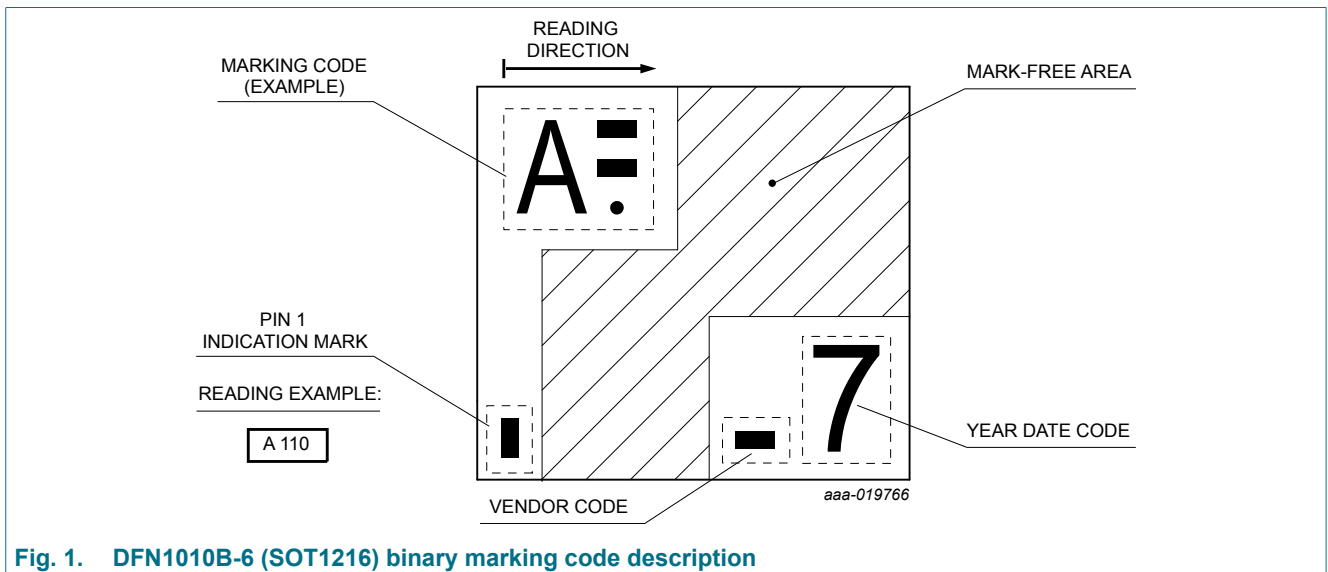 READING
DIRECTION
MARKING CODE
(EXAMPLE)
MARK-FREE AREA
A
PIN 1
INDICATION MARK
READING EXAMPLE:
A 110
7
YEAR DATE CODE
VENDOR CODE
aaa-019766
Fig. 1. DFN1010B-6 (SOT1216) binary marking code description